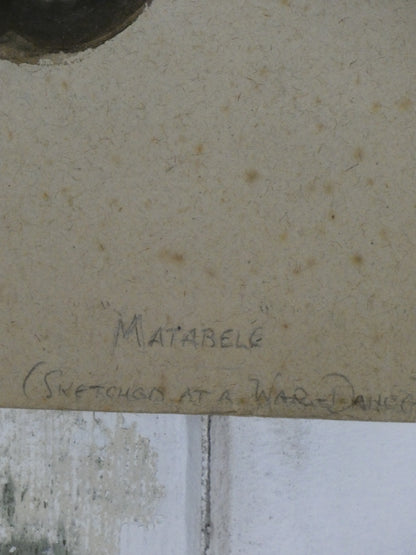 "MATABELE"
(SKETCHED AT A WAR-DANCE